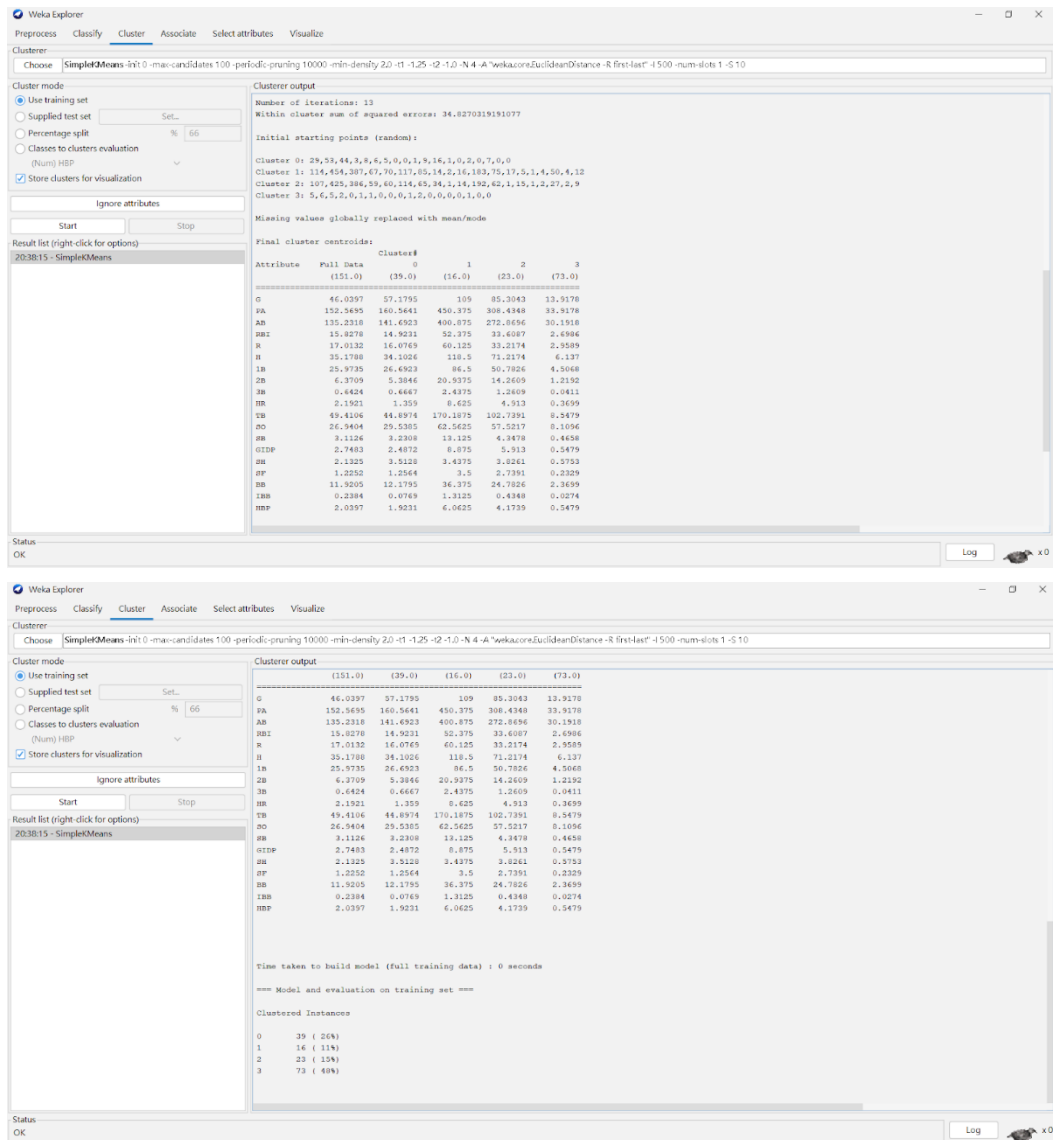 Weka Explorer
Preprocess Classify Cluster Associate Select attributes Visualize
Clusterer
Choose SimpleKMeans -init 0 -max-candidates 100 -periodic-pruning 10000 -min-density 2.0 -t1 -1.25 -t2 -1.0 -N 4 -A "weka.core.EuclideanDistance -R first-last" -I 500 -num-slots 1 -S 10
Cluster mode
Use training set
Supplied test set Set...
Percentage split % 66
Classes to clusters evaluation
(Num) HBP
Store clusters for visualization
Ignore attributes
Start Stop
Result list (right-click for options)
20:38:15 - SimpleKMeans
Clusterer output
Number of iterations: 13
Within cluster sum of squared errors: 34.8270319191077
Initial starting points (random):
Cluster 0: 29,53,44,3,8,6,5,0,0,1,9,16,1,0,2,0,7,0,0
Cluster 1: 114,454,387,67,70,117,85,14,2,16,183,75,17,5,1,4,50,4,12
Cluster 2: 107,425,386,59,60,114,65,34,1,14,192,62,1,15,1,2,27,2,9
Cluster 3: 5,6,5,2,0,1,1,0,0,0,1,2,0,0,0,0,1,0,0
Missing values globally replaced with mean/mode
Final cluster centroids:
Cluster#
Attribute Full Data 0 1 2 3
(151.0) (39.0) (16.0) (23.0) (73.0)
G 46.0397 57.1795 109 85.3043 13.9178
PA 152.5695 160.5641 450.375 308.4348 33.9178
AB 135.2318 141.6923 400.875 272.8696 30.1918
RBI 15.8278 14.9231 52.375 33.6087 2.6986
R 17.0132 16.0769 60.125 33.2174 2.9589
H 35.1788 34.1026 118.5 71.2174 6.137
1B 25.9735 26.6923 86.5 50.7826 4.5068
2B 6.3709 5.3846 20.9375 14.2609 1.2192
3B 0.6424 0.6667 2.4375 1.2609 0.0411
HR 2.1921 1.359 8.625 4.913 0.3699
TB 49.4106 44.8974 170.1875 102.7391 8.5479
SO 26.9404 29.5385 62.5625 57.5217 8.1096
SB 3.1126 3.2308 13.125 4.3478 0.4658
GIDP 2.7483 2.4872 8.875 5.913 0.5479
SH 2.1325 3.5128 3.4375 3.8261 0.5753
SF 1.2252 1.2564 3.5 2.7391 0.2329
BB 11.9205 12.1795 36.375 24.7826 2.3699
IBB 0.2384 0.0769 1.3125 0.4348 0.0274
HBP 2.0397 1.9231 6.0625 4.1739 0.5479
Status
OK
Log x 0
Weka Explorer
Preprocess Classify Cluster Associate Select attributes Visualize
Clusterer
Choose SimpleKMeans -init 0 -max-candidates 100 -periodic-pruning 10000 -min-density 2.0 -t1 -1.25 -t2 -1.0 -N 4 -A "weka.core.EuclideanDistance -R first-last" -I 500 -num-slots 1 -S 10
Cluster mode
Use training set
Supplied test set Set...
Percentage split % 66
Classes to clusters evaluation
(Num) HBP
Store clusters for visualization
Ignore attributes
Start Stop
Result list (right-click for options)
20:38:15 - SimpleKMeans
Clusterer output
(151.0) (39.0) (16.0) (23.0) (73.0)
G 46.0397 57.1795 109 85.3043 13.9178
PA 152.5695 160.5641 450.375 308.4348 33.9178
AB 135.2318 141.6923 400.875 272.8696 30.1918
RBI 15.8278 14.9231 52.375 33.6087 2.6986
R 17.0132 16.0769 60.125 33.2174 2.9589
H 35.1788 34.1026 118.5 71.2174 6.137
1B 25.9735 26.6923 86.5 50.7826 4.5068
2B 6.3709 5.3846 20.9375 14.2609 1.2192
3B 0.6424 0.6667 2.4375 1.2609 0.0411
HR 2.1921 1.359 8.625 4.913 0.3699
TB 49.4106 44.8974 170.1875 102.7391 8.5479
SO 26.9404 29.5385 62.5625 57.5217 8.1096
SB 3.1126 3.2308 13.125 4.3478 0.4658
GIDP 2.7483 2.4872 8.875 5.913 0.5479
SH 2.1325 3.5128 3.4375 3.8261 0.5753
SF 1.2252 1.2564 3.5 2.7391 0.2329
BB 11.9205 12.1795 36.375 24.7826 2.3699
IBB 0.2384 0.0769 1.3125 0.4348 0.0274
HBP 2.0397 1.9231 6.0625 4.1739 0.5479
Time taken to build model (full training data) : 0 seconds
=== Model and evaluation on training set ===
Clustered Instances
0 39 ( 26%)
1 16 ( 11%)
2 23 ( 15%)
3 73 ( 48%)
Status
OK
Log x 0